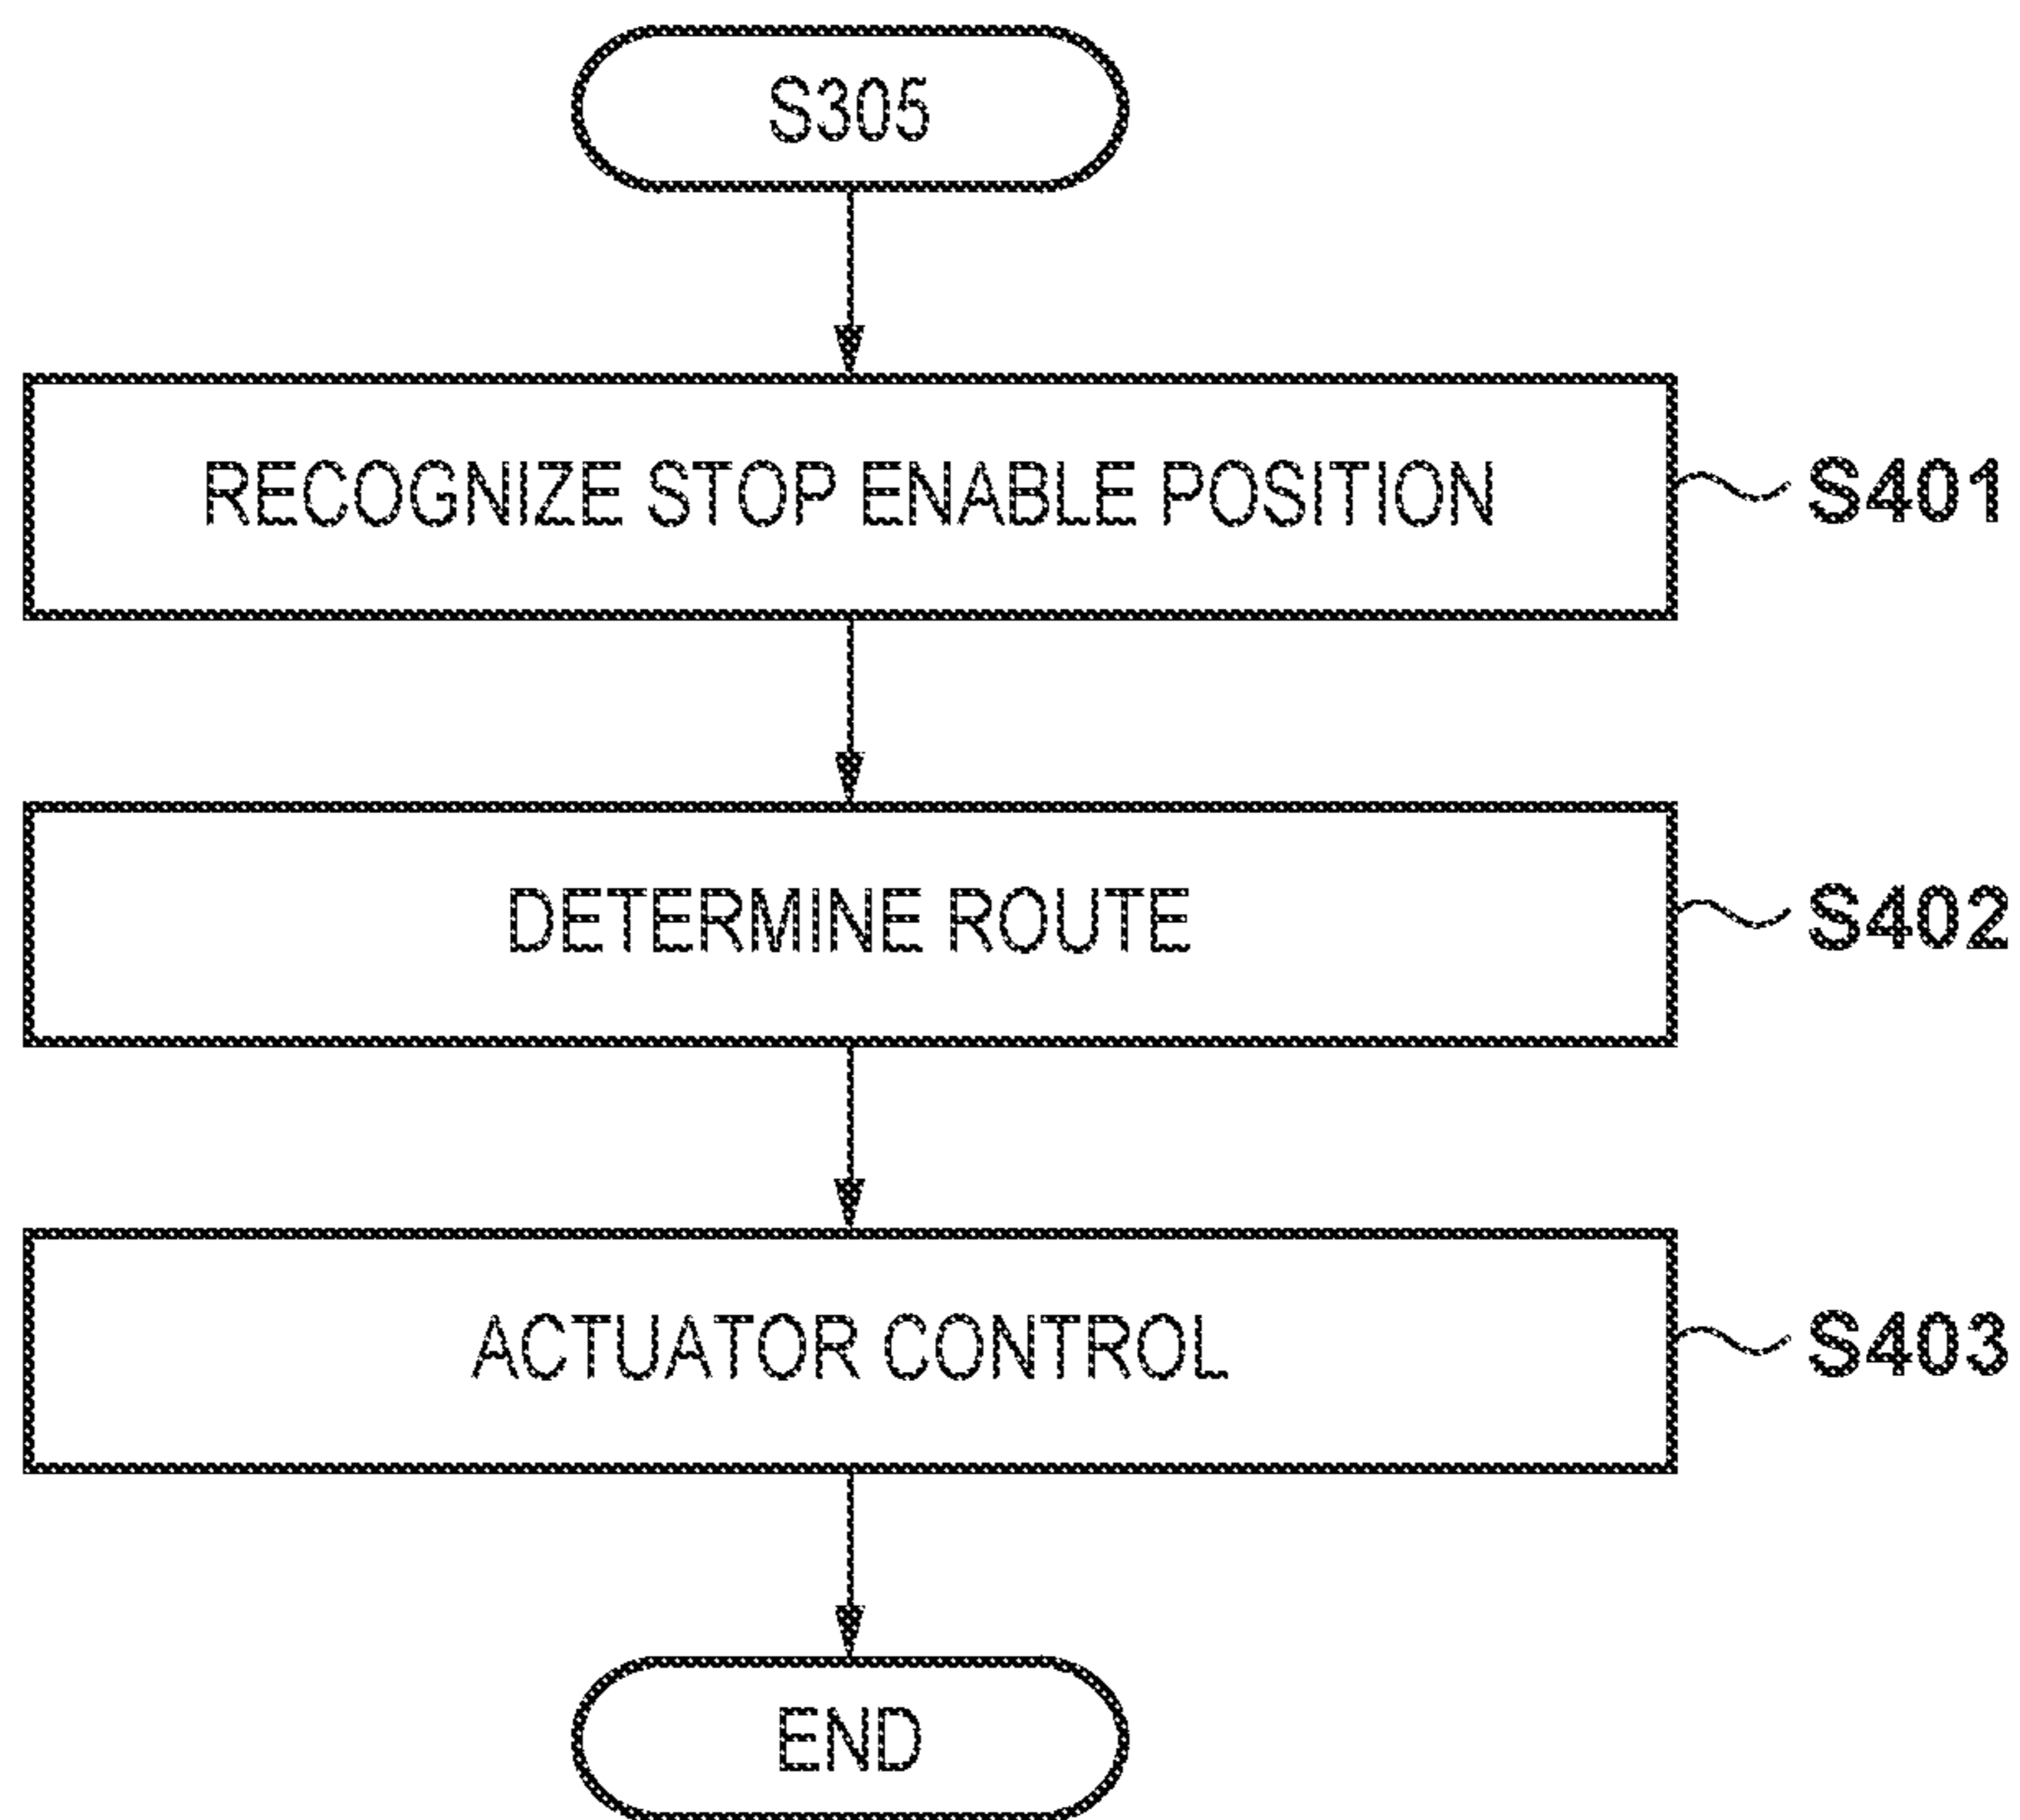 S305
RECOGNIZE STOP ENABLE POSITION
S401
DETERMINE ROUTE
S402
ACTUATOR CONTROL
S403
END